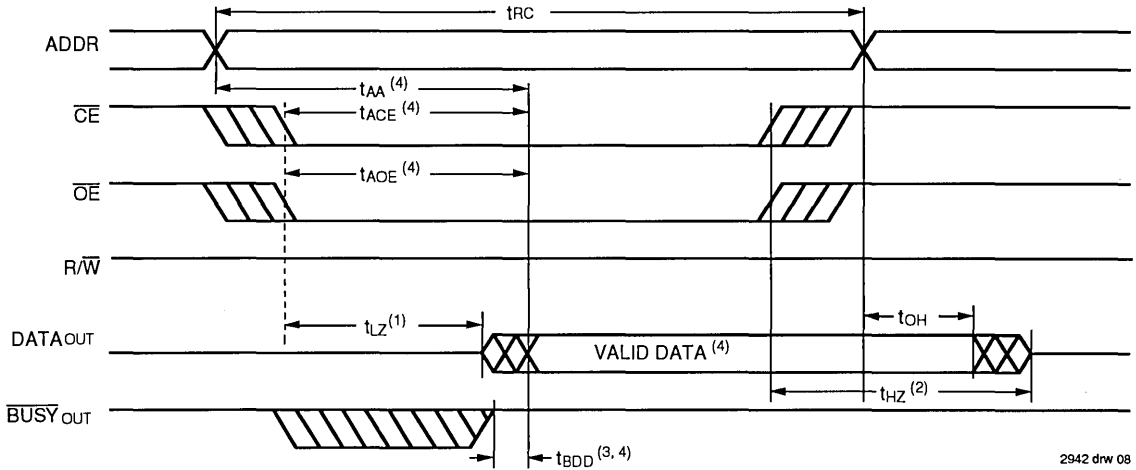 tRC
ADDR
tAA (4)
CE
tACE (4)
tAOE (4)
OE
R/W
tLZ (1)
tOH
DATAOUT
VALID DATA (4)
tHZ (2)
BUSYOUT
tBDD (3, 4)
2942 drw 08